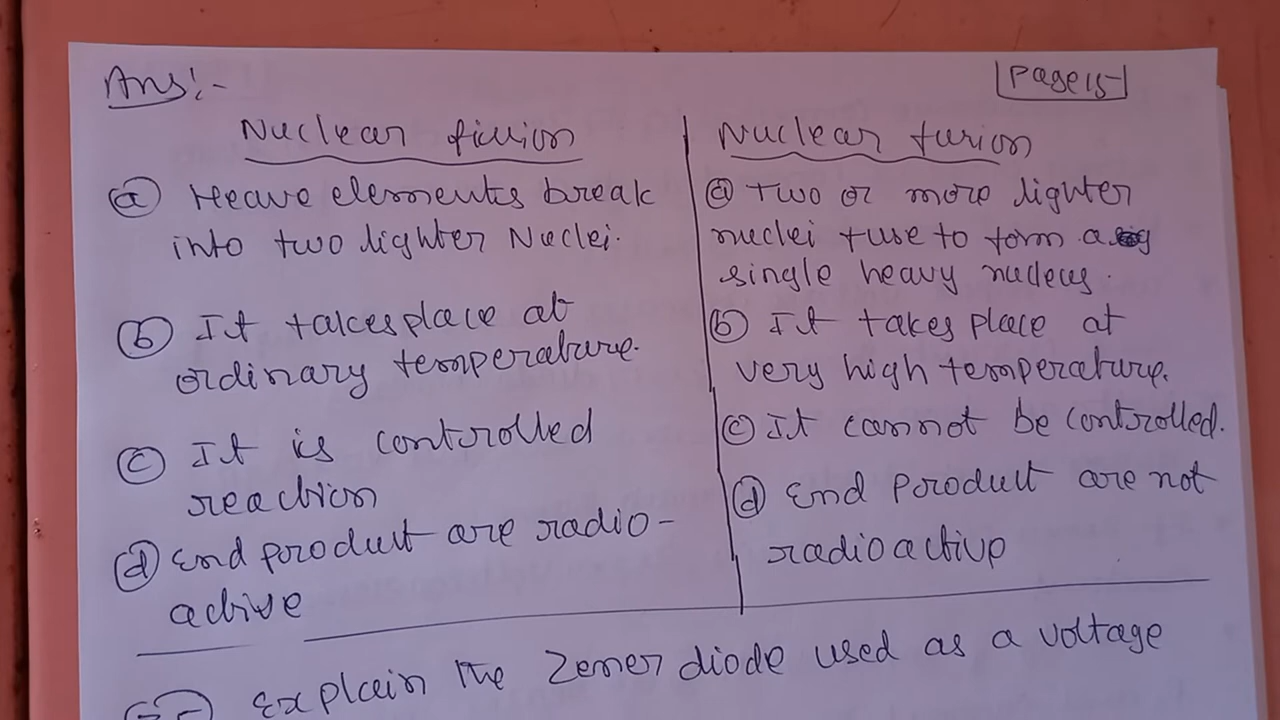 Ans:-
Page 15
Nuclear fission
(a) Heave elements break
into two lighter Nuclei.
(b) It takes place at
ordinary temperature.
(c) It is controlled
reaction
(d) End product are radio-
active
Nuclear fusion
(a) Two or more lighter
nuclei fuse to form a
single heavy nucleus.
(b) It takes place at
very high temperature.
(c) It cannot be controlled.
(d) End product are not
radioactive
Explain the Zener diode used as a voltage